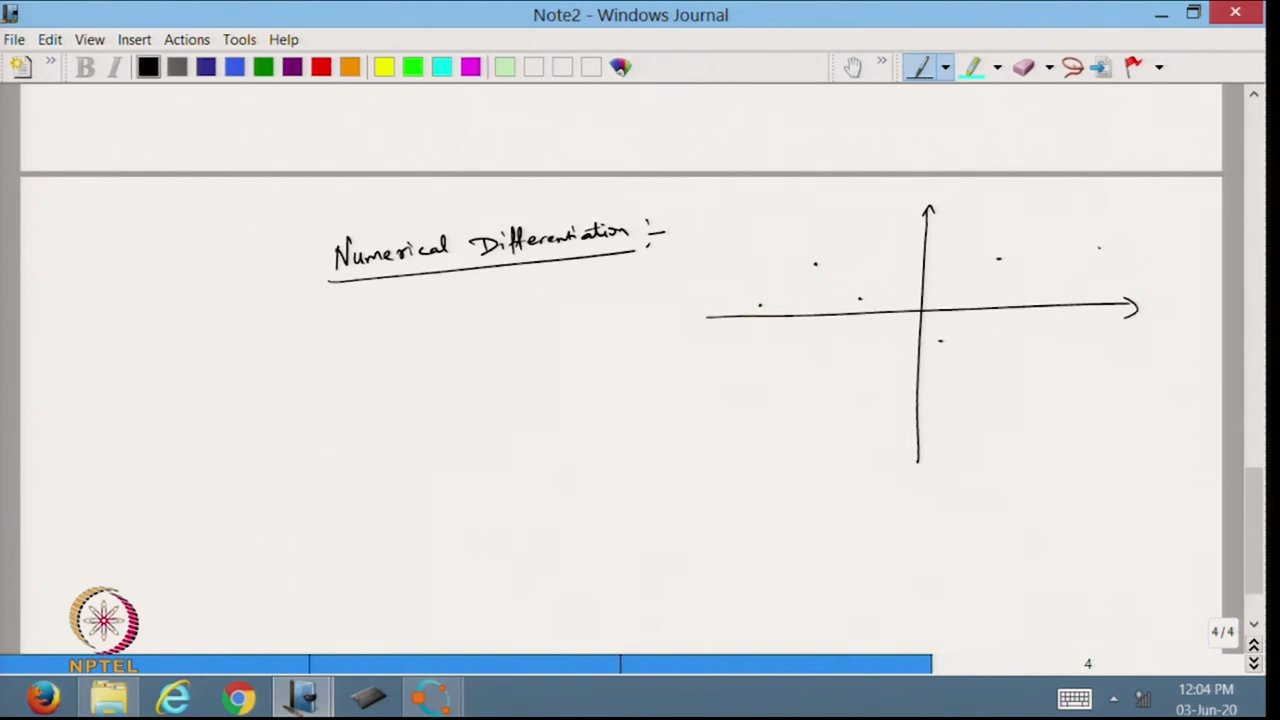 Note2 - Windows Journal
File Edit View Insert Actions Tools Help
B I
Numerical Differentiation :-
4 / 4
NPTEL
4
12:04 PM
03-Jun-20